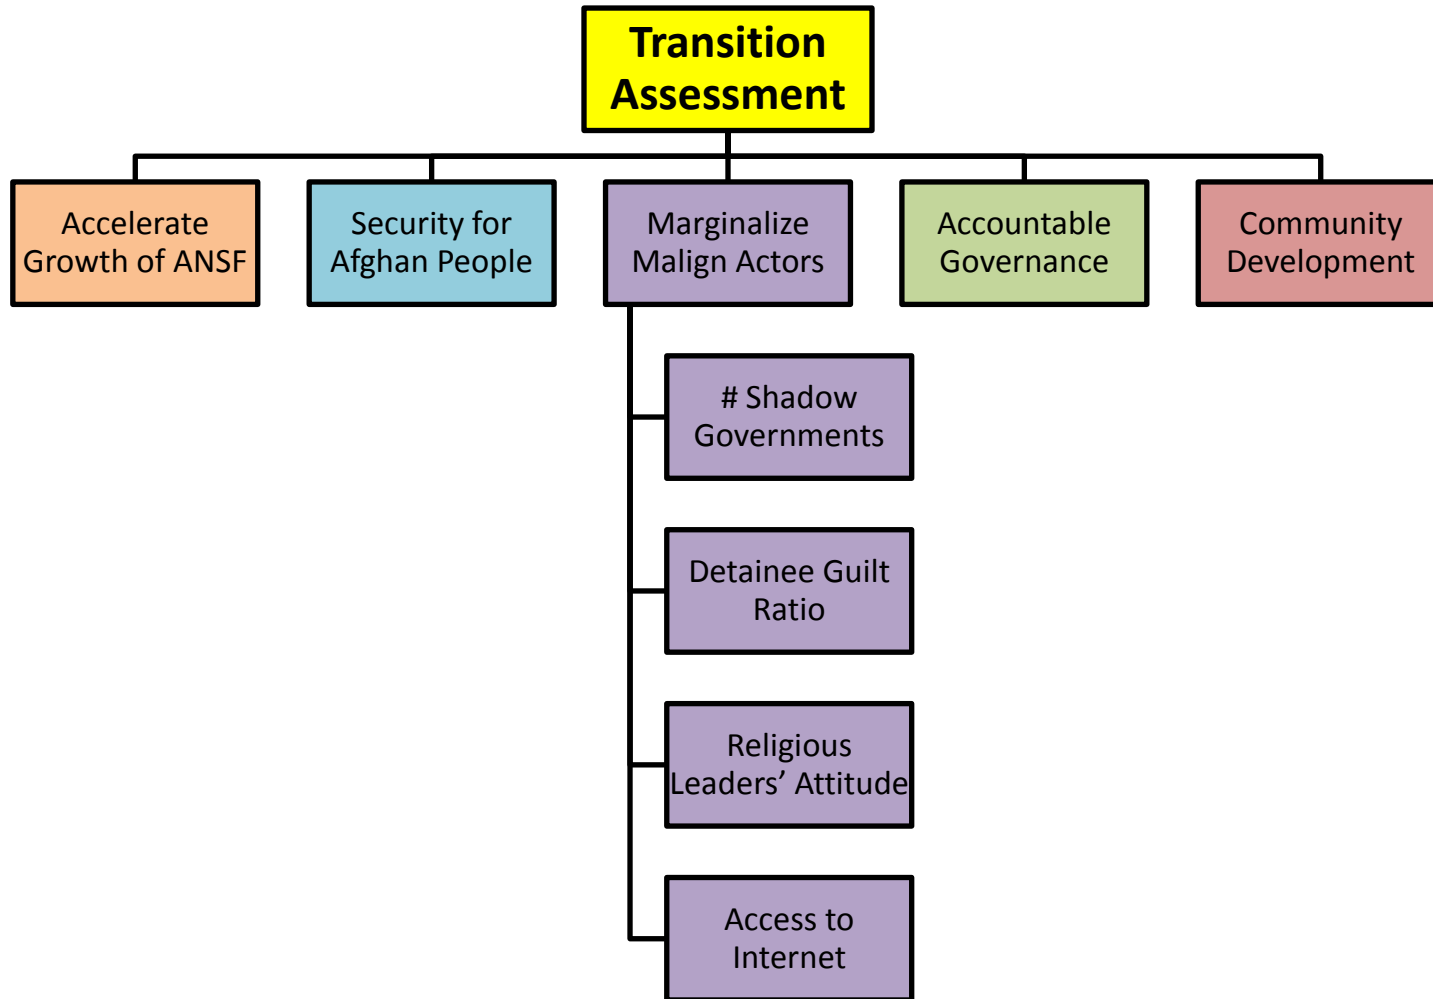 Transition
Assessment
Accelerate
Growth of ANSF
Security for
Afghan People
Marginalize
Malign Actors
Accountable
Governance
Community
Development
# Shadow
Governments
Detainee Guilt
Ratio
Religious
Leaders’ Attitude
Access to
Internet